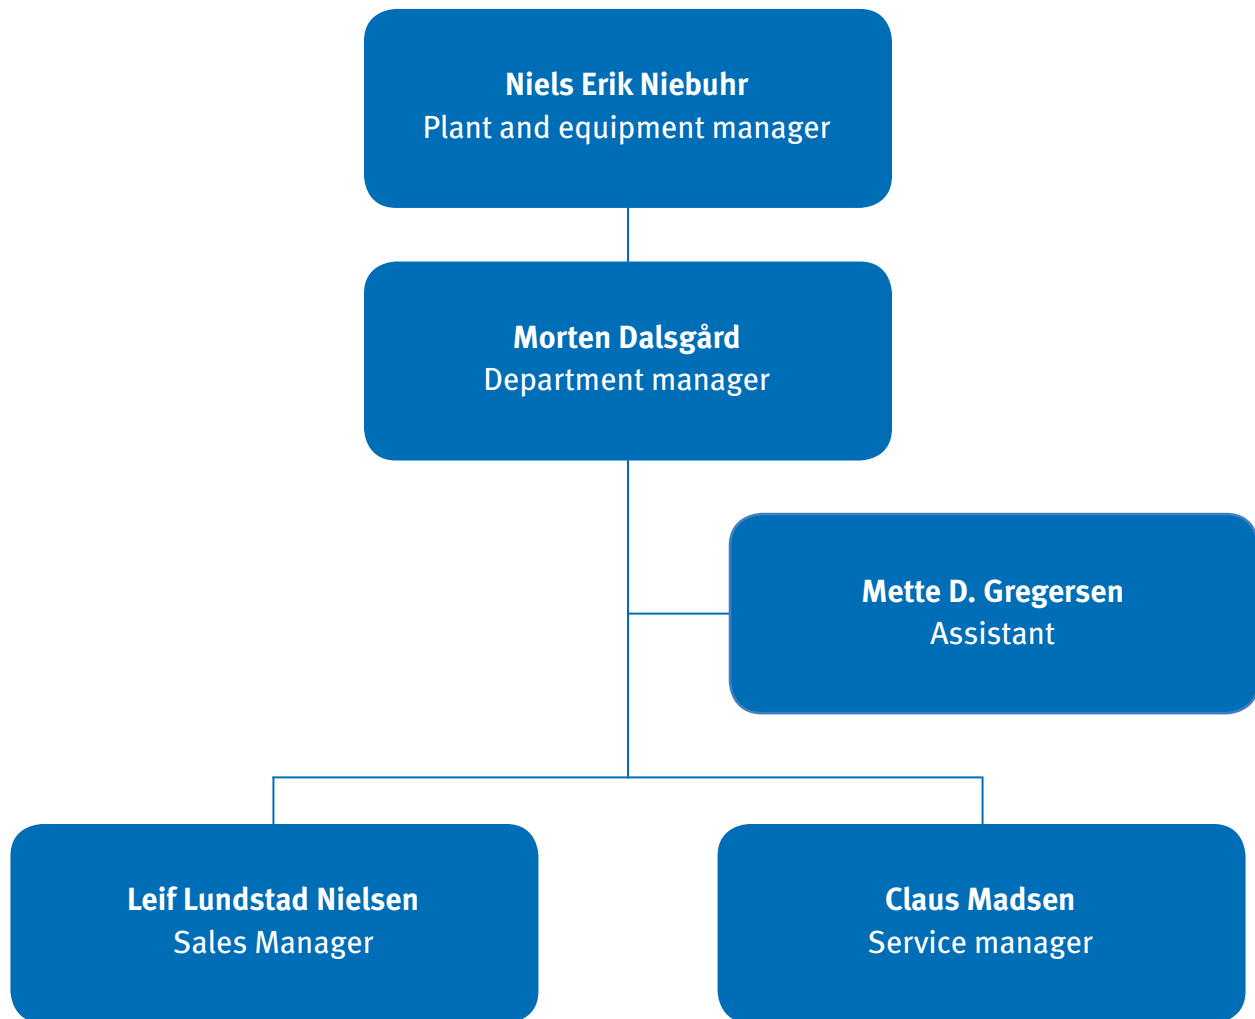 Niels Erik Niebuhr
Plant and equipment manager
Morten Dalsgård
Department manager
Mette D. Gregersen
Assistant
Leif Lundstad Nielsen
Sales Manager
Claus Madsen
Service manager